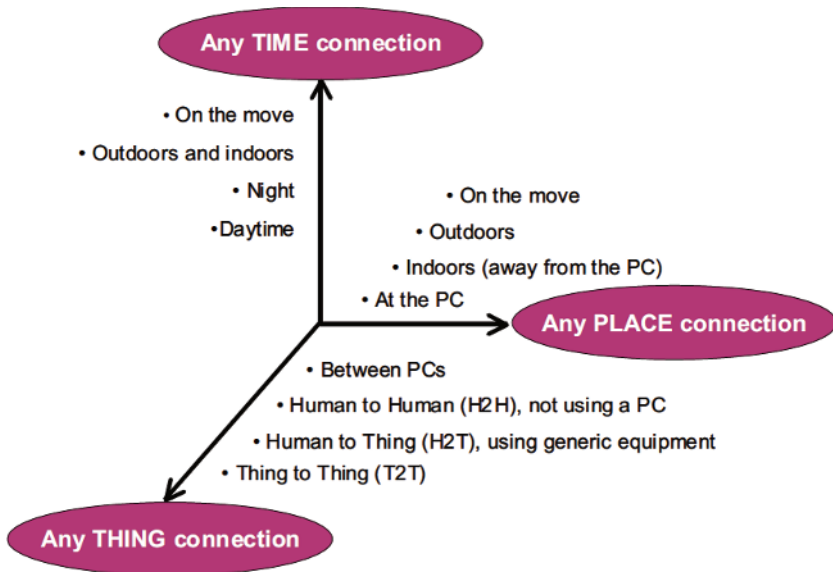 Any TIME connection
• On the move
• Outdoors and indoors
•Night
•Daytime
• On the move
• Outdoors
• Indoors (away from the PC)
• At the PC
Any PLACE connection
• Between PCs
• Human to Human (H2H), not using a PC
• Human to Thing (H2T), using generic equipment
• Thing to Thing (T2T)
Any THING connection